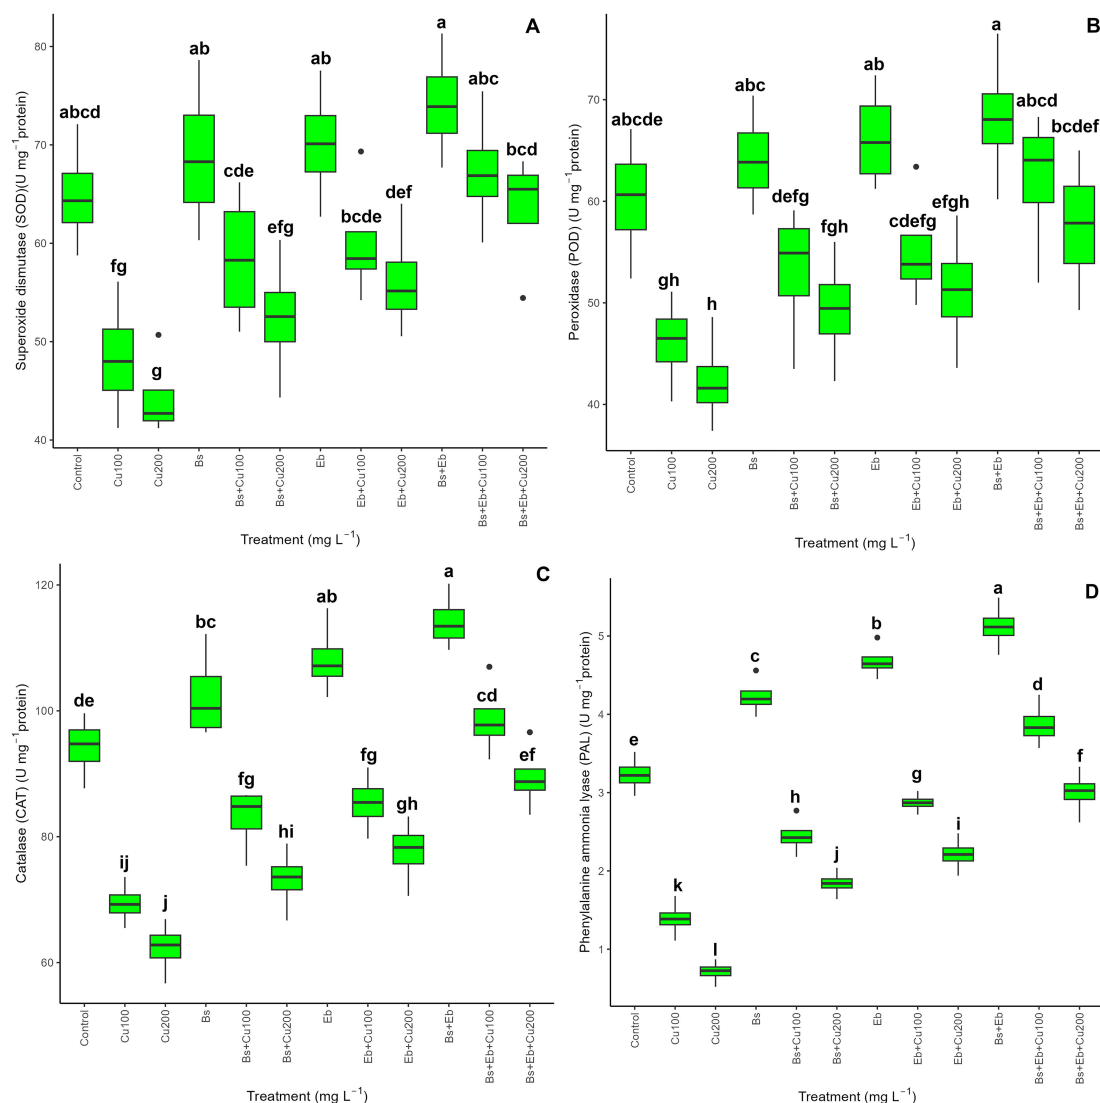 A
Superoxide dismutase (SOD)(U mg⁻¹protein)
80
70
60
50
40
abcd
fg
g
ab
cde
efg
ab
bcde
def
a
abc
bcd
Control
Cu100
Cu200
Bs
Bs+Cu100
Bs+Cu200
Eb
Eb+Cu100
Eb+Cu200
Bs+Eb
Bs+Eb+Cu100
Bs+Eb+Cu200
Treatment (mg L⁻¹)
B
Peroxidase (POD) (U mg⁻¹protein)
70
60
50
40
abcde
gh
h
abc
defg
fgh
ab
cdefg
efgh
a
abcd
bcdef
Control
Cu100
Cu200
Bs
Bs+Cu100
Bs+Cu200
Eb
Eb+Cu100
Eb+Cu200
Bs+Eb
Bs+Eb+Cu100
Bs+Eb+Cu200
Treatment (mg L⁻¹)
C
Catalase (CAT) (U mg⁻¹protein)
120
100
80
60
de
ij
j
bc
fg
hi
ab
fg
gh
a
cd
ef
Control
Cu100
Cu200
Bs
Bs+Cu100
Bs+Cu200
Eb
Eb+Cu100
Eb+Cu200
Bs+Eb
Bs+Eb+Cu100
Bs+Eb+Cu200
Treatment (mg L⁻¹)
D
Phenylalanine ammonia lyase (PAL) (U mg⁻¹protein)
5
4
3
2
1
e
k
l
c
h
j
b
g
i
a
d
f
Control
Cu100
Cu200
Bs
Bs+Cu100
Bs+Cu200
Eb
Eb+Cu100
Eb+Cu200
Bs+Eb
Bs+Eb+Cu100
Bs+Eb+Cu200
Treatment (mg L⁻¹)